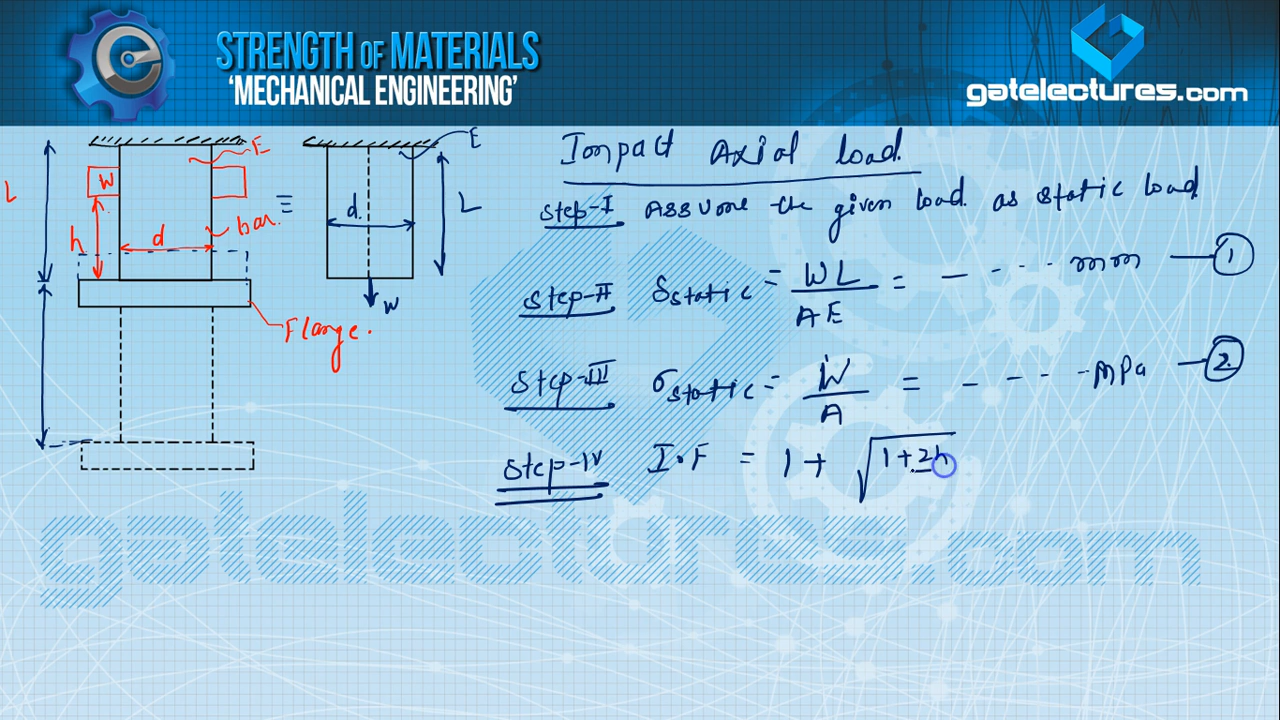 STRENGTH OF MATERIALS
'MECHANICAL ENGINEERING'
gatelectures.com
Impact Axial load.
Step-I Assume the given load as static load
Step-II δstatic = WL / AE = - - - - mm ①
Step-III σstatic = W / A = - - - - MPa ②
Step-IV I.F = 1 + √1+2h
L
W
h
d
E
bar.
Flange.
≡
E
d.
L
W
gatelectures.com